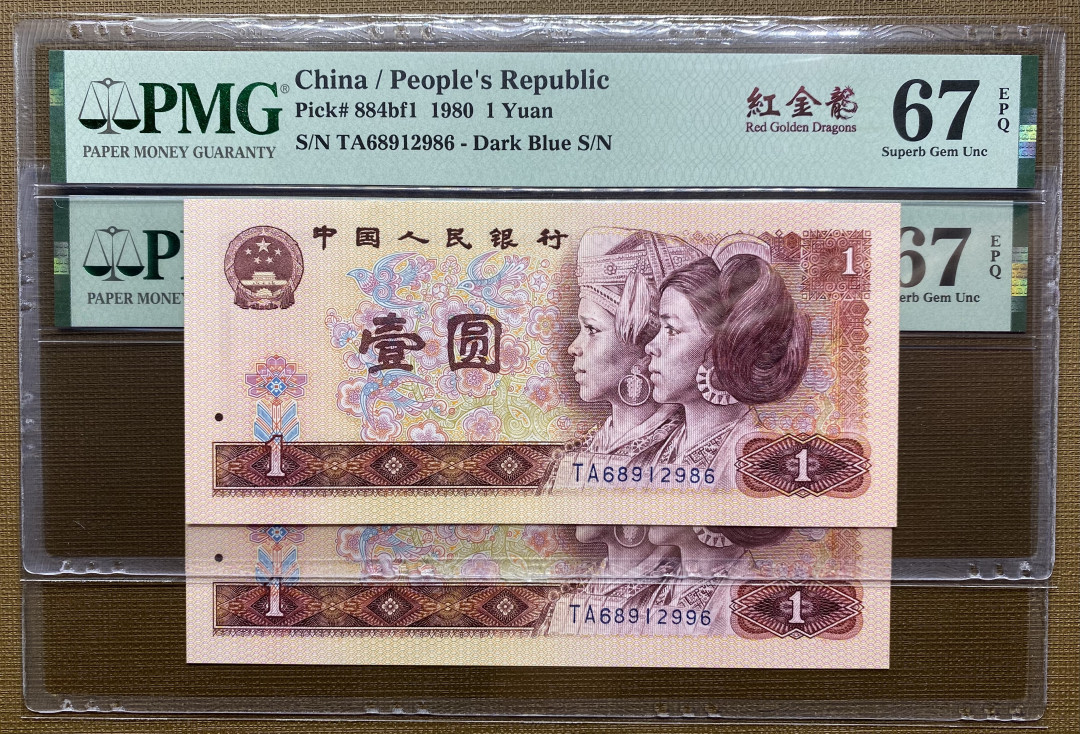 PMG®
PAPER MONEY GUARANTY
China / People's Republic
Pick# 884bf1 1980 1 Yuan
S/N TA68912986 - Dark Blue S/N
紅金龍
Red Golden Dragons
67
EPQ
Superb Gem Unc
P
PAPER MONEY
67
EPQ
erb Gem Unc
中国人民银行
1
壹圆
1
TA68912986
1
1
TA68912996
1